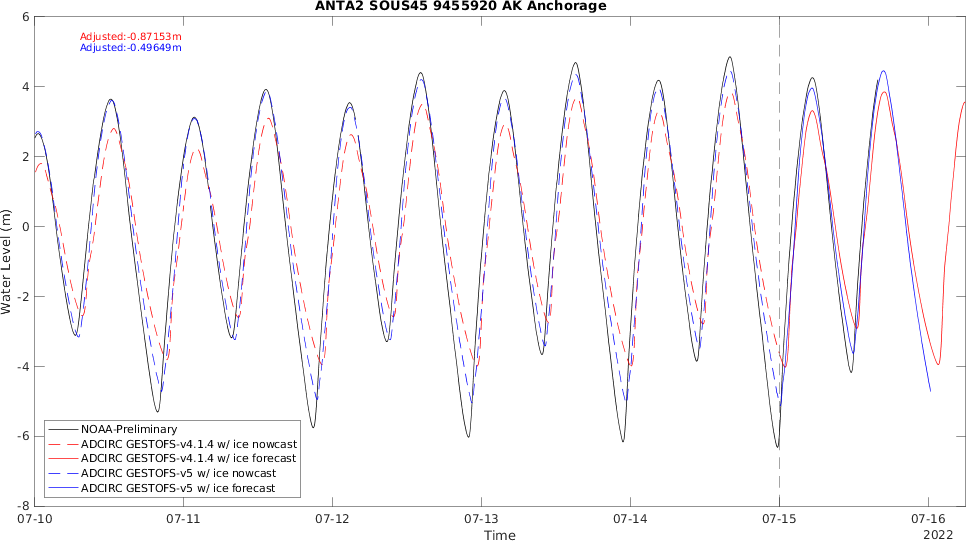 ANTA2 SOUS45 9455920 AK Anchorage
Adjusted:-0.87153m
Adjusted:-0.49649m
6
4
2
0
-2
-4
-6
-8
Water Level (m)
NOAA-Preliminary
ADCIRC GESTOFS-v4.1.4 w/ ice nowcast
ADCIRC GESTOFS-v4.1.4 w/ ice forecast
ADCIRC GESTOFS-v5 w/ ice nowcast
ADCIRC GESTOFS-v5 w/ ice forecast
07-10 07-11 07-12 07-13 07-14 07-15 07-16
Time
2022